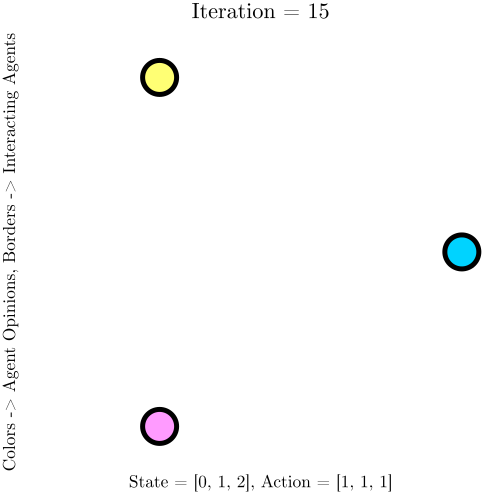 Iteration = 15
Colors -> Agent Opinions, Borders -> Interacting Agents
State = [0, 1, 2], Action = [1, 1, 1]